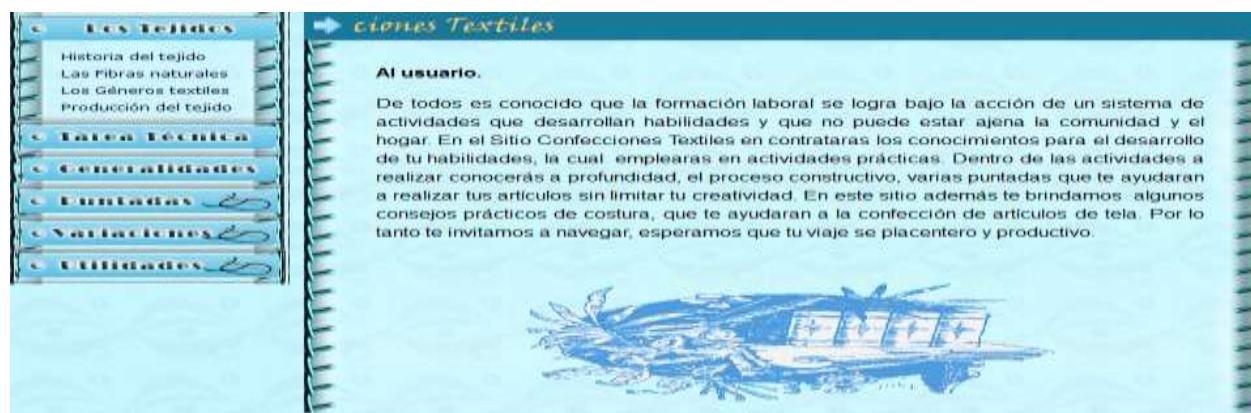 Los Tejidos
Historia del tejido
Las Fibras naturales
Los Géneros textiles
Producción del tejido
Tarea Técnica
Generalidades
Puntadas
Variaciones
Utilidades
ciones Textiles
Al usuario.
De todos es conocido que la formación laboral se logra bajo la acción de un sistema de
actividades que desarrollan habilidades y que no puede estar ajena la comunidad y el
hogar. En el Sitio Confecciones Textiles en contrataras los conocimientos para el desarrollo
de tu habilidades, la cual emplearas en actividades prácticas. Dentro de las actividades a
realizar conocerás a profundidad, el proceso constructivo, varias puntadas que te ayudaran
a realizar tus artículos sin limitar tu creatividad. En este sitio además te brindamos algunos
consejos prácticos de costura, que te ayudaran a la confección de artículos de tela. Por lo
tanto te invitamos a navegar, esperamos que tu viaje se placentero y productivo.